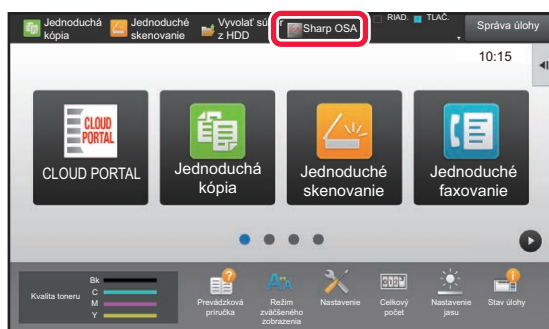 Jednoduchá
kópia
Jednoduché
skenovanie
Vyvolať sú
z HDD
Sharp OSA
RIAD.
TLAČ.
Správa úlohy
10:15
CLOUD
PORTAL
CLOUD PORTAL
Jednoduchá
kópia
Jednoduché
skenovanie
Jednoduché
faxovanie
Kvalita toneru
Bk
C
M
Y
Prevádzková
príručka
Režim
zväčšeného
zobrazenia
Nastavenie
Celkový
počet
Nastavenie
jasu
Stav úlohy